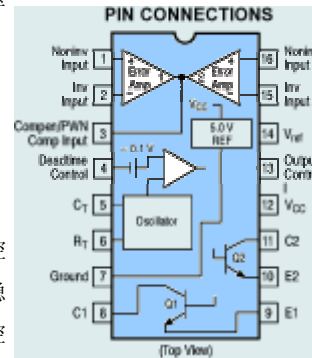 PIN CONNECTIONS
Noninv Input 1
Inv Input 2
Compen/PWN Comp Input 3
Deadtime Control 4
CT 5
RT 6
Ground 7
C1 8
Error Amp
Error Amp
VCC
5.0 V REF
≈ 0.1 V
Oscillator
Q2
Q1
16 Noninv Input
15 Inv Input
14 Vref
13 Outpu Contr
12 VCC
11 C2
10 E2
9 E1
(Top View)